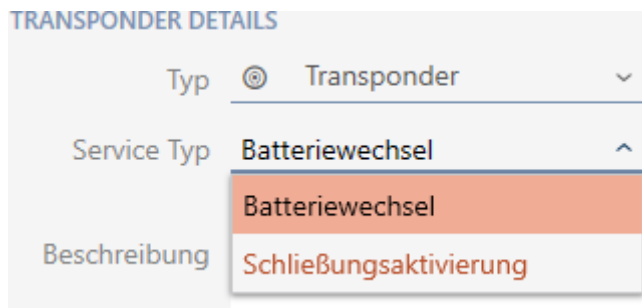 TRANSPONDER DETAILS
Typ Transponder
Service Typ Batteriewechsel
Batteriewechsel
Beschreibung
Schließungsaktivierung